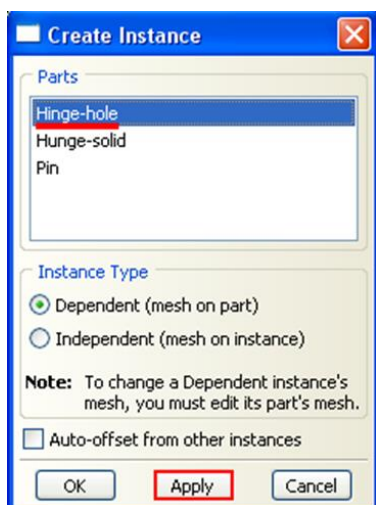 Create Instance
Parts
Hinge-hole
Hunge-solid
Pin
Instance Type
Dependent (mesh on part)
Independent (mesh on instance)
Note: To change a Dependent instance's
mesh, you must edit its part's mesh.
Auto-offset from other instances
OK Apply Cancel